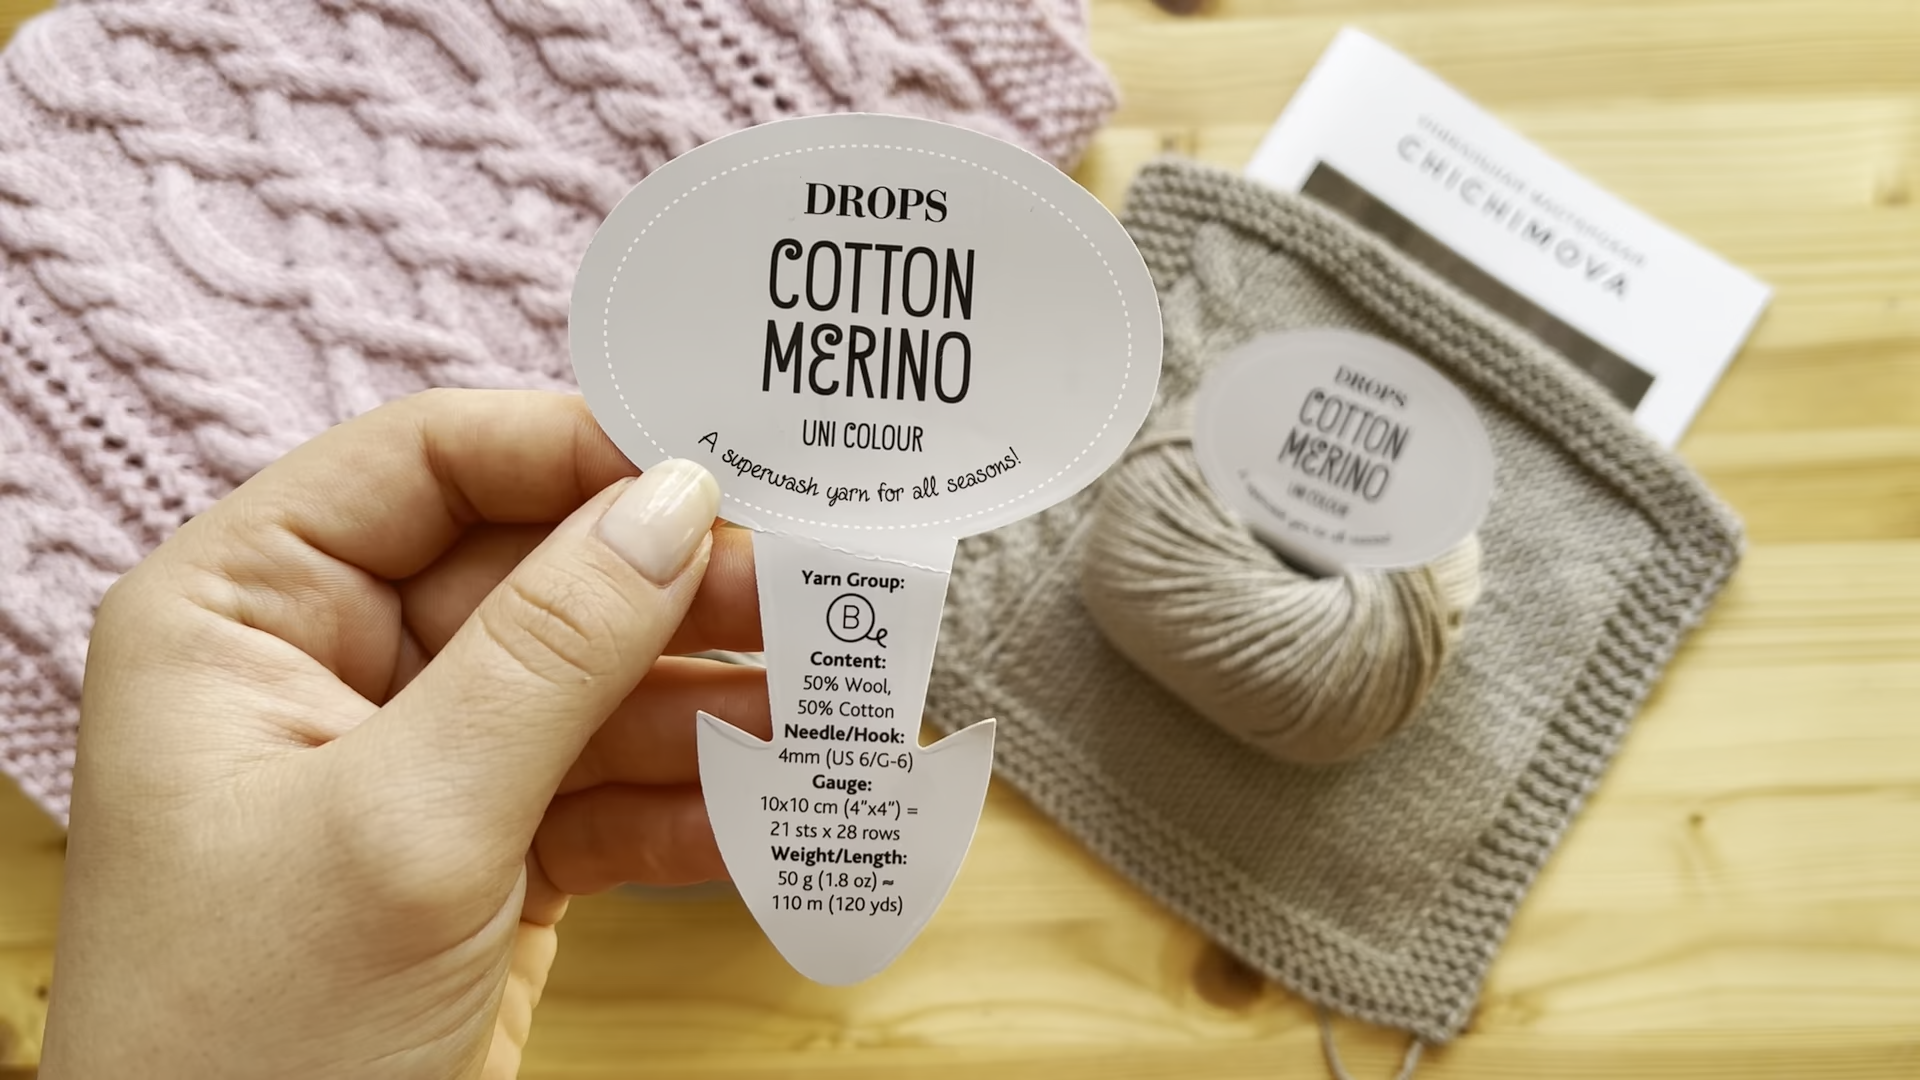 DROPS
COTTON
MERINO
UNI COLOUR
A superwash yarn for all seasons!
Yarn Group:
B
Content:
50% Wool,
50% Cotton
Needle/Hook:
4mm (US 6/G-6)
Gauge:
10x10 cm (4"x4") =
21 sts x 28 rows
Weight/Length:
50 g (1.8 oz) ≈
110 m (120 yds)
CHICHIMOVA
DROPS
COTTON
MERINO
UNI COLOUR